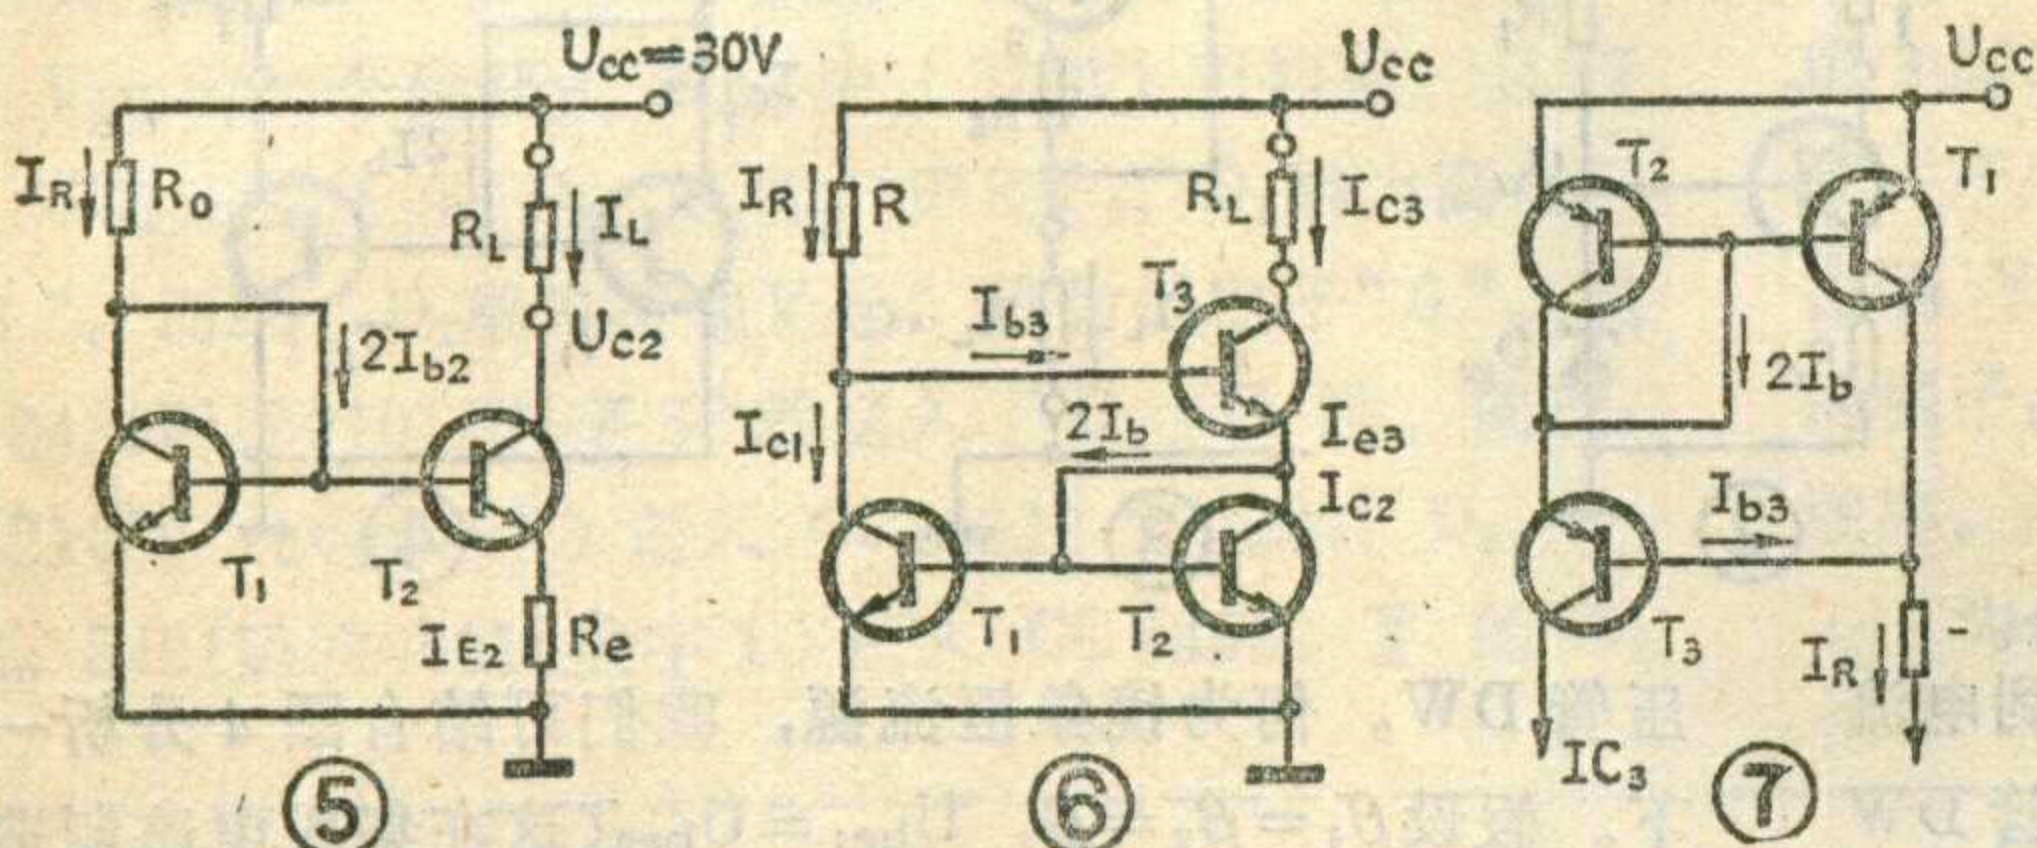 Ucc=30V
IR
R0
RL
IL
UC2
2Ib2
T1
T2
IE2
Re
⑤
Ucc
IR
R
RL
IC3
T3
Ib3
IC1
2Ib
Ie3
IC2
T1
T2
⑥
Ucc
T2
T1
2Ib
Ib3
T3
IR
IC3
⑦